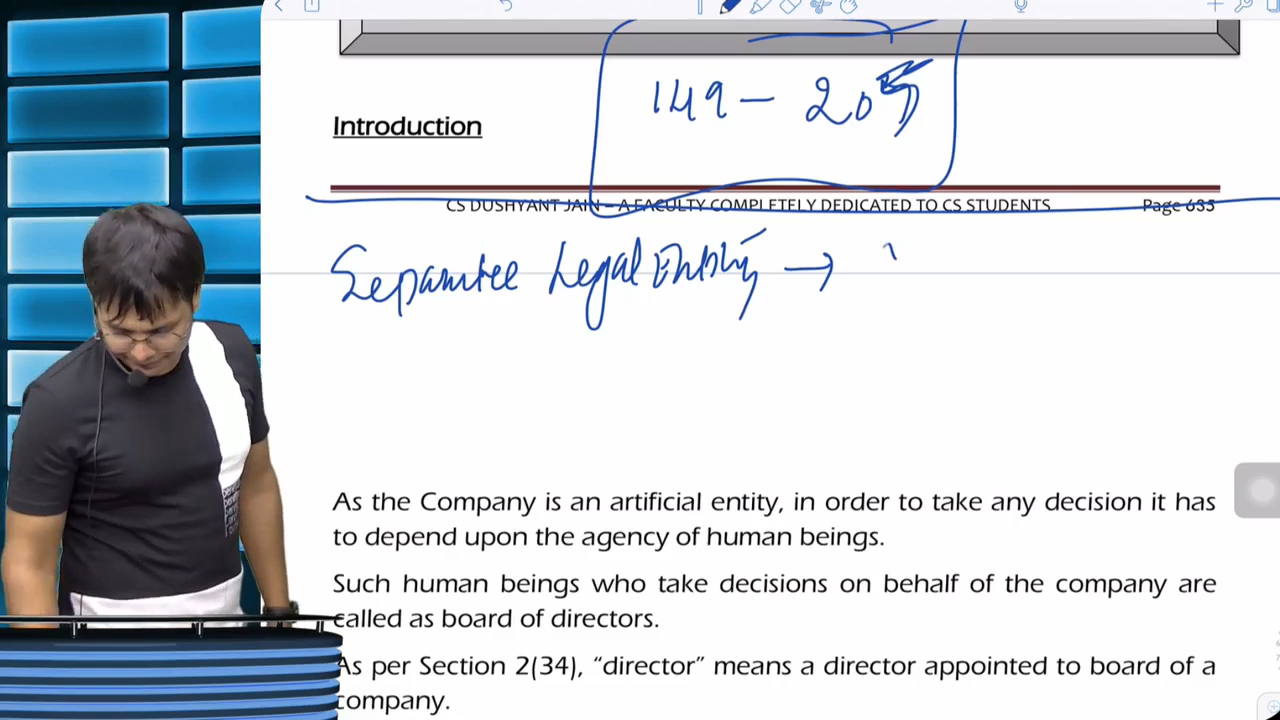 149 – 205
Introduction
CS DUSHYANT JAIN – A FACULTY COMPLETELY DEDICATED TO CS STUDENTS Page 633
Separate Legal Entity →
As the Company is an artificial entity, in order to take any decision it has
to depend upon the agency of human beings.
Such human beings who take decisions on behalf of the company are
called as board of directors.
As per Section 2(34), “director” means a director appointed to board of a
company.